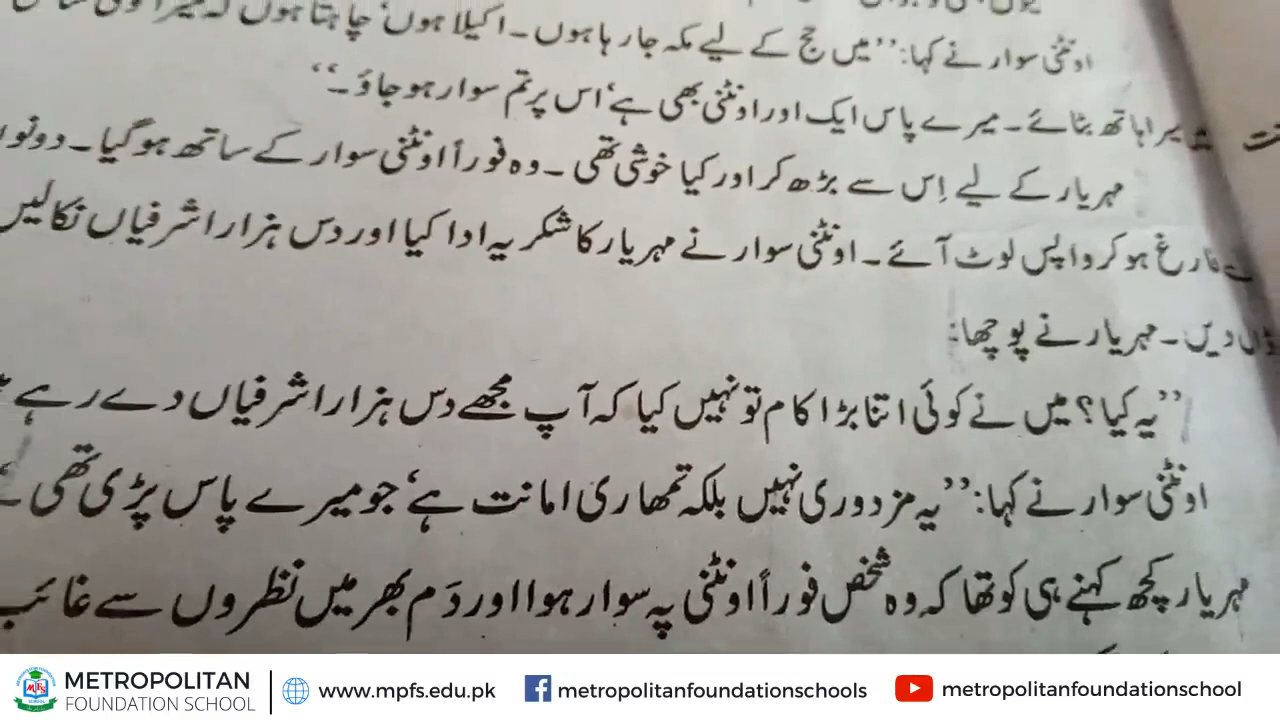 اونٹنی سوار نے کہا: ’’میں حج کے لیے مکہ جا رہا ہوں۔ اکیلا ہوں‘ چاہتا ہوں کہ میرا کوئی
ہاتھ بٹائے۔ میرے پاس ایک اور اونٹنی بھی ہے‘ اس پر تم سوار ہو جاؤ۔‘‘
مہریار کے لیے اِس سے بڑھ کر اور کیا خوشی تھی۔ وہ فوراً اونٹنی سوار کے ساتھ ہو گیا۔ دونوں
فارغ ہو کر واپس لوٹ آئے۔ اونٹنی سوار نے مہریار کا شکریہ ادا کیا اور دس ہزار اشرفیاں نکالیں
دیں۔ مہریار نے پوچھا:
’’یہ کیا؟ میں نے کوئی اتنا بڑا کام تو نہیں کیا کہ آپ مجھے دس ہزار اشرفیاں دے رہے
اونٹنی سوار نے کہا: ’’یہ مزدوری نہیں بلکہ تمھاری امانت ہے‘ جو میرے پاس پڑی تھی۔
مہریار کچھ کہنے ہی کو تھا کہ وہ شخص فوراً اونٹنی پہ سوار ہوا اور دَم بھر میں نظروں سے غائب
METROPOLITAN
FOUNDATION SCHOOL
www.mpfs.edu.pk
metropolitanfoundationschools
metropolitanfoundationschool